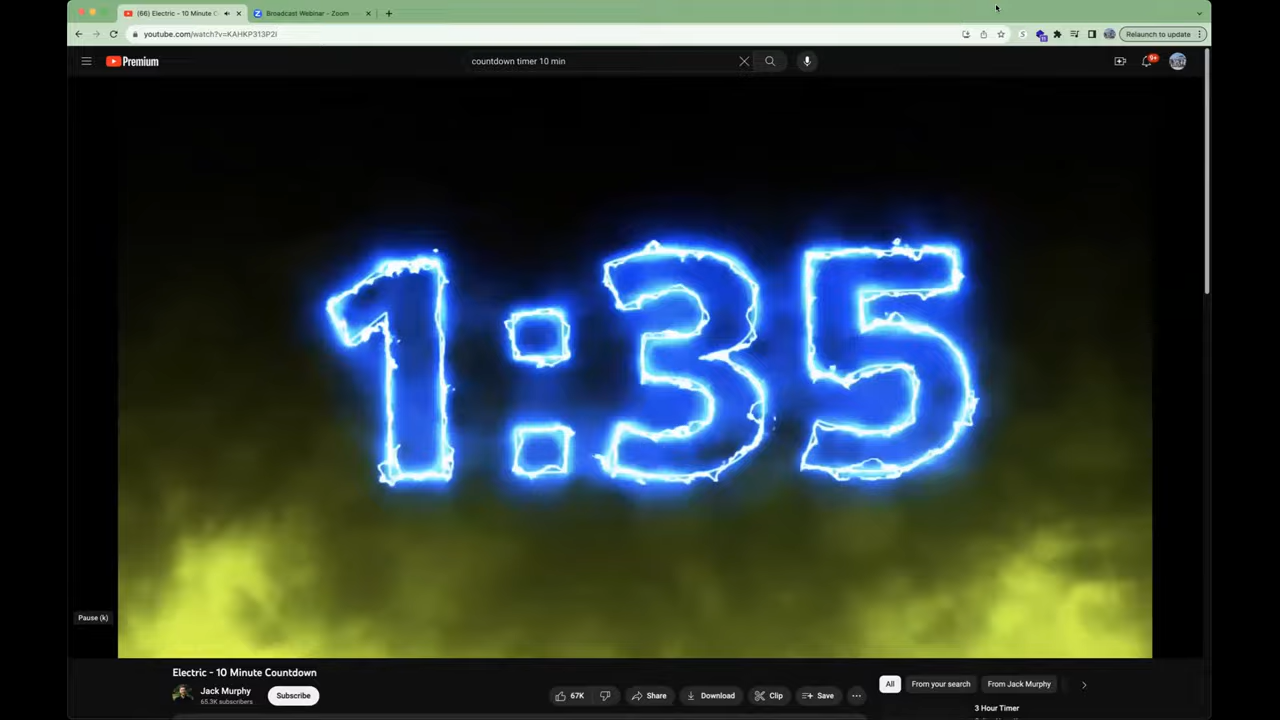 (66) Electric - 10 Minute C
Broadcast Webinar - Zoom
youtube.com/watch?v=KAHKP313P2I
Relaunch to update
Premium
countdown timer 10 min
9+
1:35
Pause (k)
Electric - 10 Minute Countdown
Jack Murphy
65.3K subscribers
Subscribe
67K
Share
Download
Clip
Save
All
From your search
From Jack Murphy
3 Hour Timer